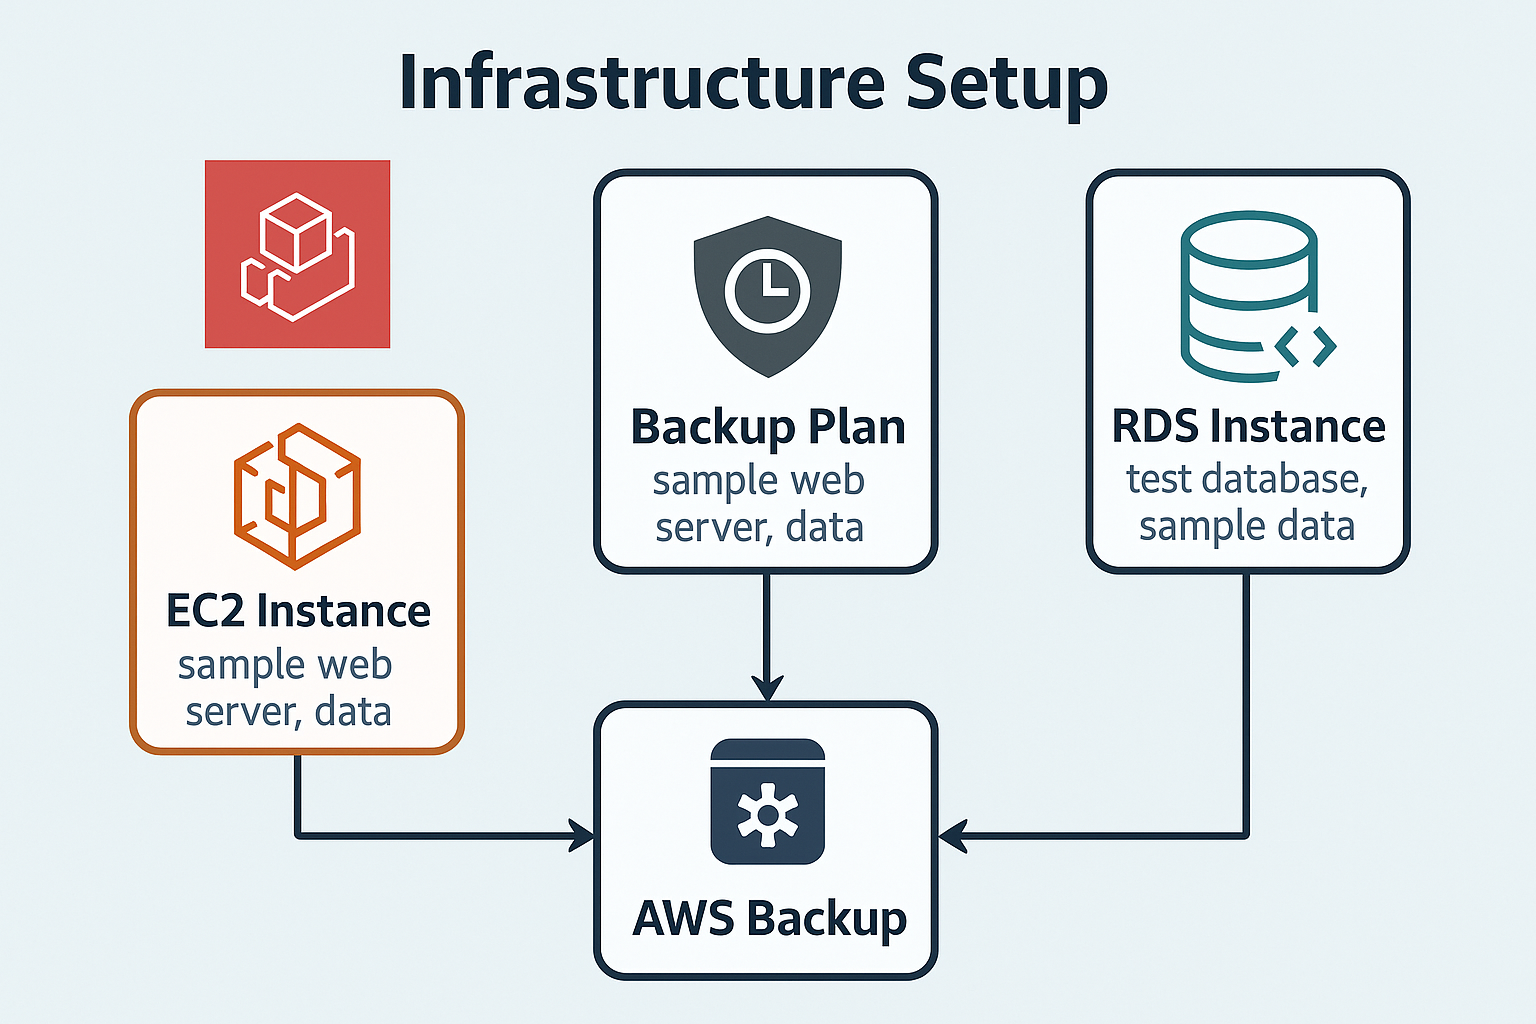 Infrastructure Setup
EC2 Instance
sample web
server, data
Backup Plan
sample web
server, data
RDS Instance
test database,
sample data
AWS Backup